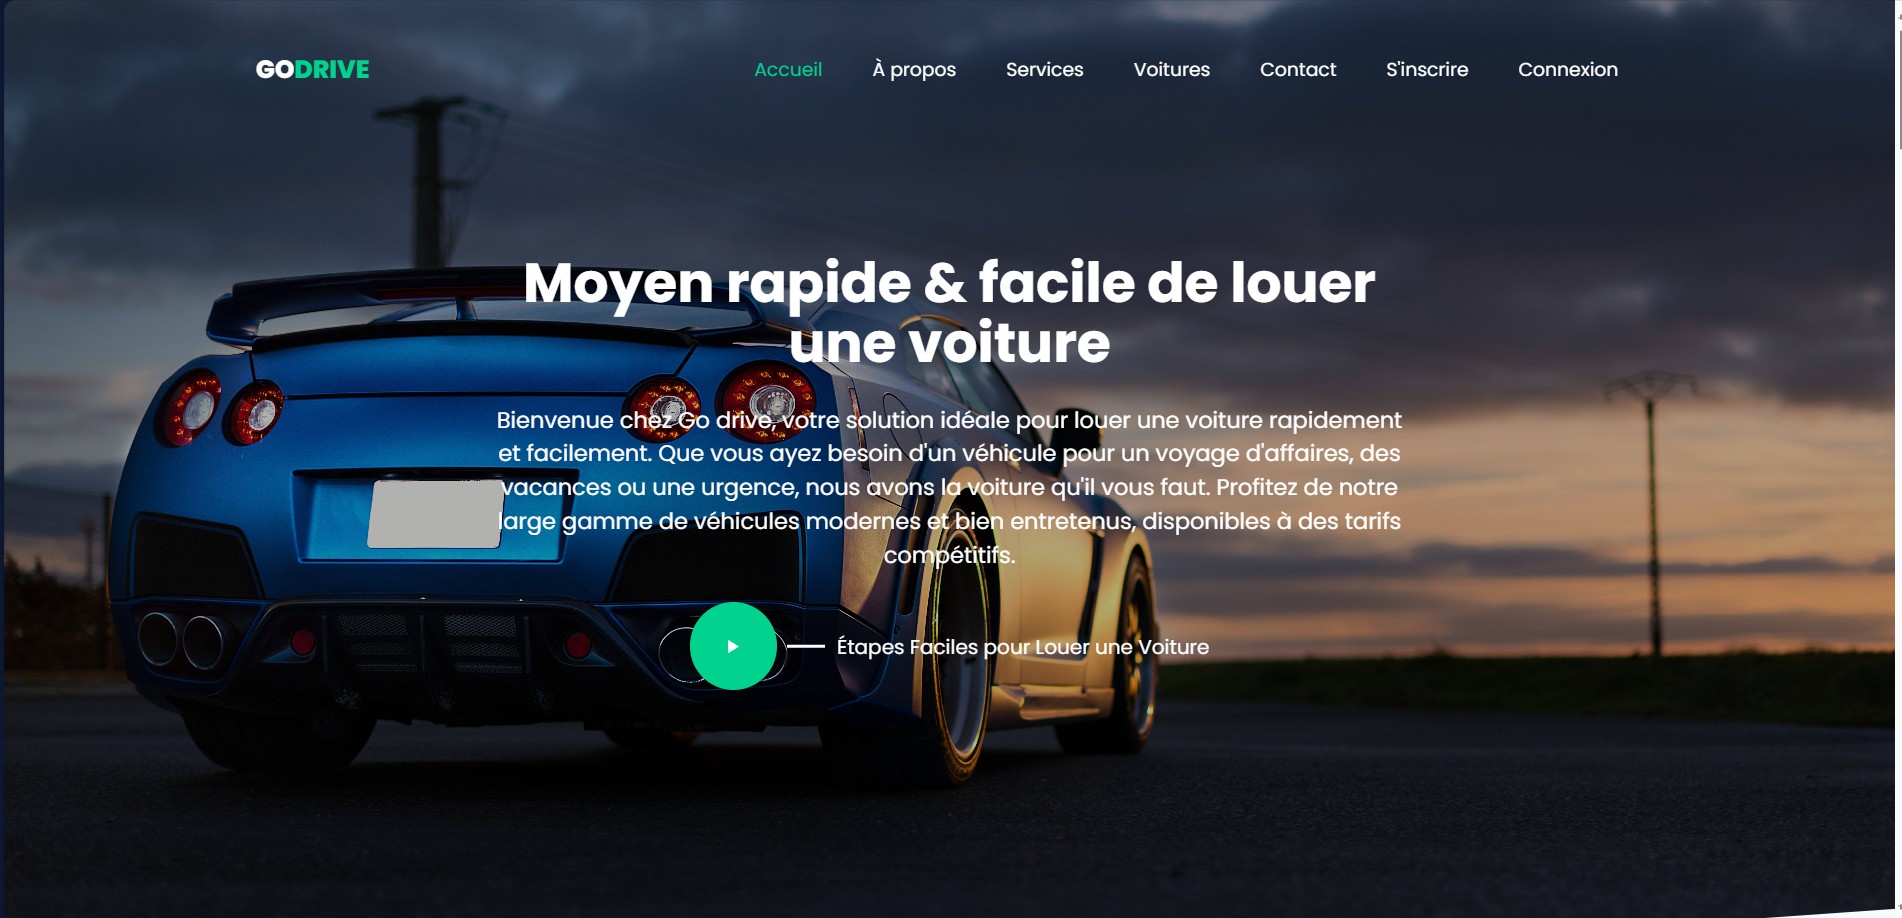 GODRIVE
Accueil À propos Services Voitures Contact S'inscrire Connexion
Moyen rapide & facile de louer
une voiture
Bienvenue chez Go drive, votre solution idéale pour louer une voiture rapidement
et facilement. Que vous ayez besoin d'un véhicule pour un voyage d'affaires, des
vacances ou une urgence, nous avons la voiture qu'il vous faut. Profitez de notre
large gamme de véhicules modernes et bien entretenus, disponibles à des tarifs
compétitifs.
Étapes Faciles pour Louer une Voiture